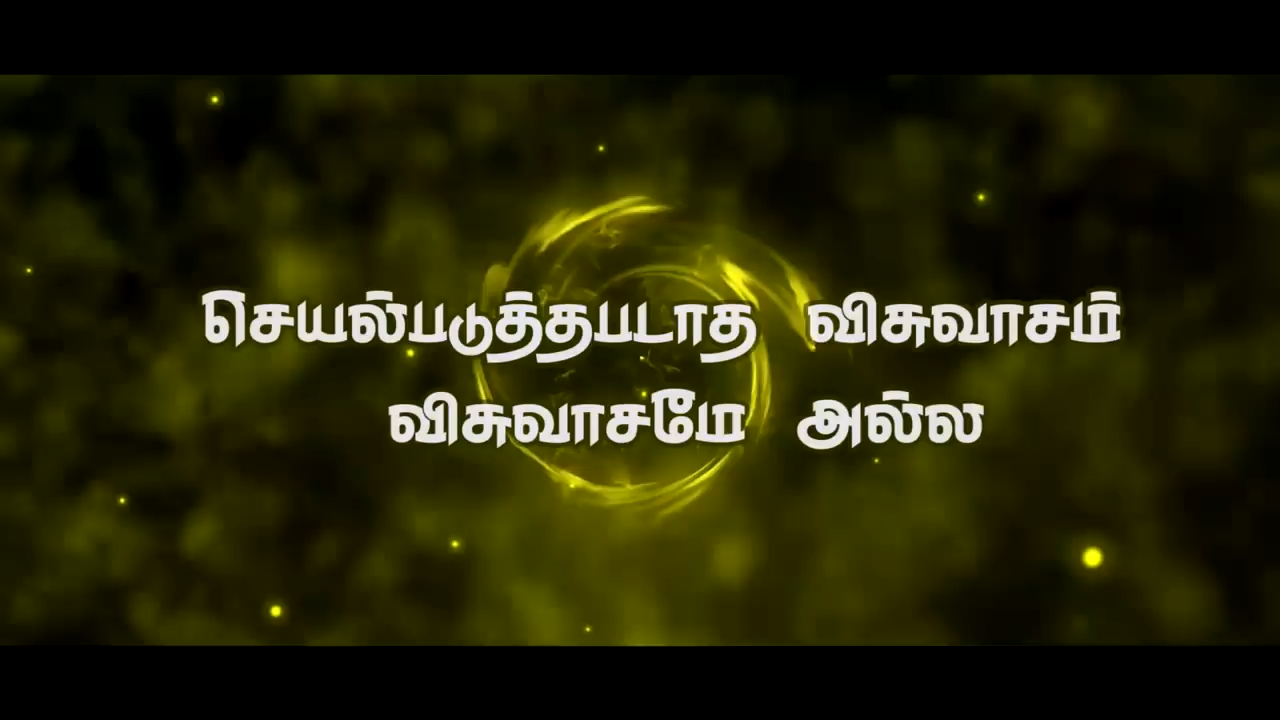 செயல்படுத்தபடாத விசுவாசம்
விசுவாசமே அல்ல